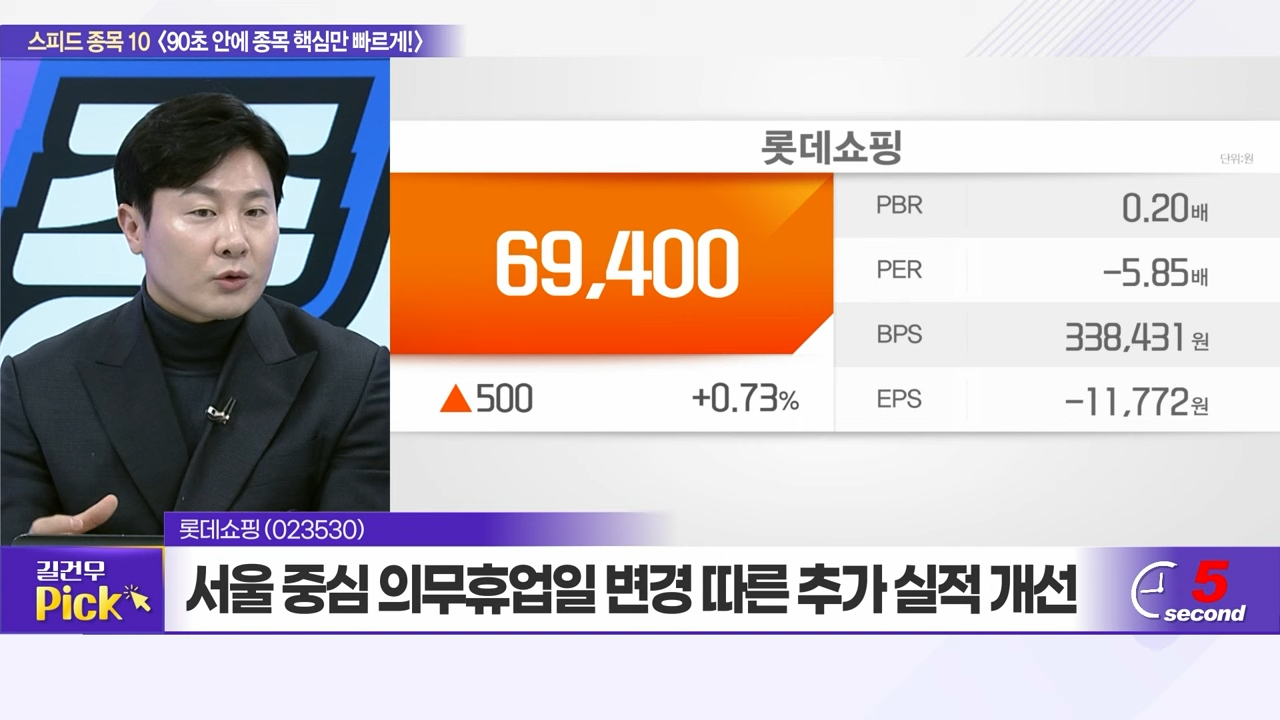 스피드 종목 10 〈90초 안에 종목 핵심만 빠르게!〉
롯데쇼핑
단위:원
69,400
▲500 +0.73%
PBR 0.20배
PER -5.85배
BPS 338,431원
EPS -11,772원
롯데쇼핑(023530)
길건무
Pick
서울 중심 의무휴업일 변경 따른 추가 실적 개선
5
second